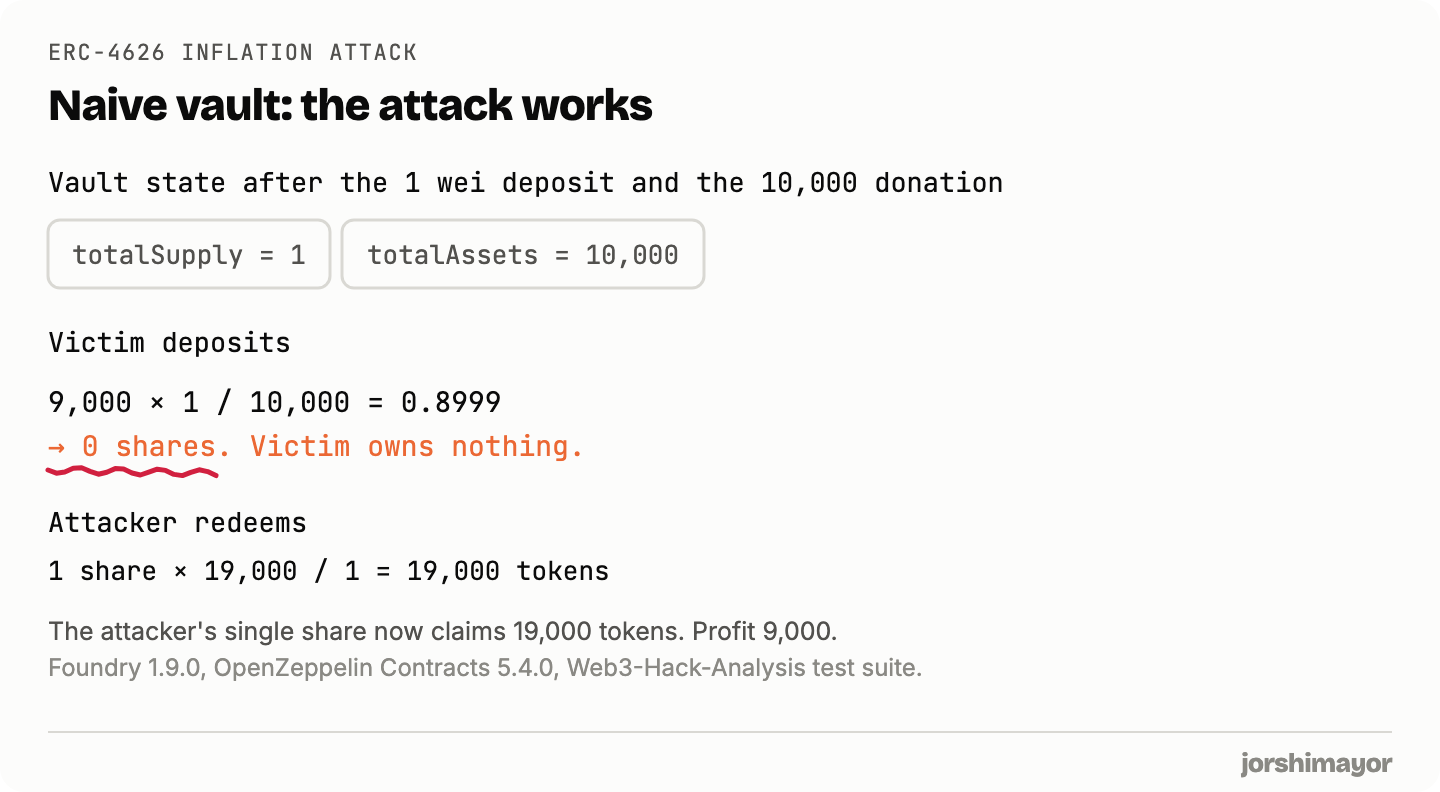 ERC-4626 INFLATION ATTACK
Naive vault: the attack works
Vault state after the 1 wei deposit and the 10,000 donation
totalSupply = 1 totalAssets = 10,000
Victim deposits
9,000 × 1 / 10,000 = 0.8999
→ 0 shares. Victim owns nothing.
Attacker redeems
1 share × 19,000 / 1 = 19,000 tokens
The attacker's single share now claims 19,000 tokens. Profit 9,000.
Foundry 1.9.0, OpenZeppelin Contracts 5.4.0, Web3-Hack-Analysis test suite.
jorshimayor